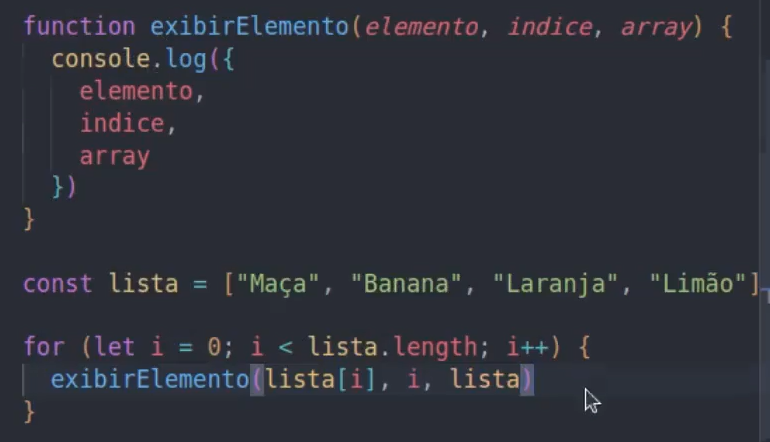 function exibirElemento(elemento, indice, array) {
console.log({
elemento,
indice,
array
})
}
const lista = ["Maça", "Banana", "Laranja", "Limão"]
for (let i = 0; i < lista.length; i++) {
exibirElemento(lista[i], i, lista)
}